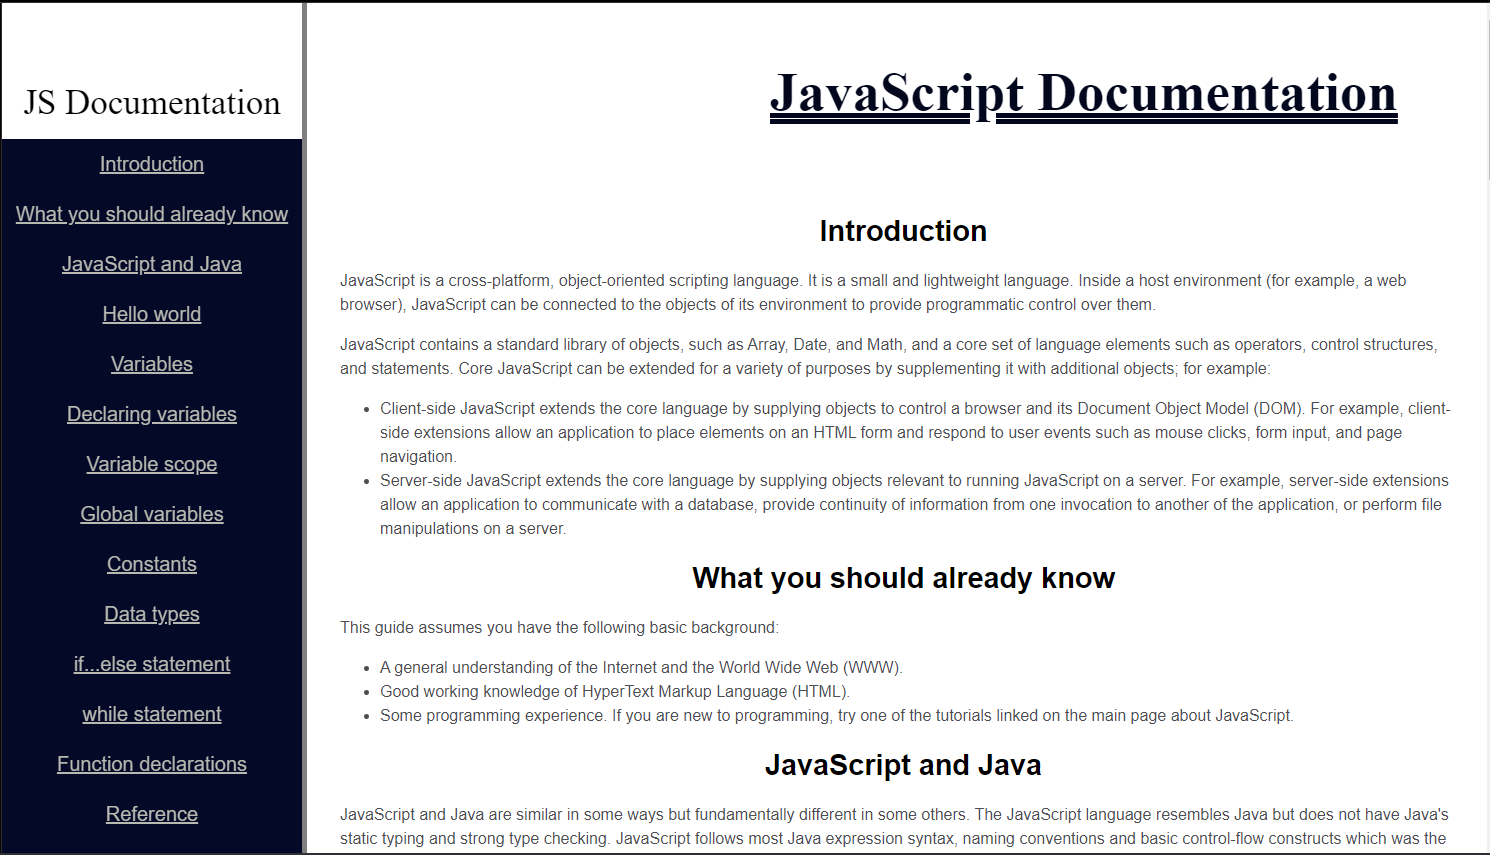 JS Documentation
Introduction
What you should already know
JavaScript and Java
Hello world
Variables
Declaring variables
Variable scope
Global variables
Constants
Data types
if...else statement
while statement
Function declarations
Reference
JavaScript Documentation
Introduction
JavaScript is a cross-platform, object-oriented scripting language. It is a small and lightweight language. Inside a host environment (for example, a web
browser), JavaScript can be connected to the objects of its environment to provide programmatic control over them.
JavaScript contains a standard library of objects, such as Array, Date, and Math, and a core set of language elements such as operators, control structures,
and statements. Core JavaScript can be extended for a variety of purposes by supplementing it with additional objects; for example:
• Client-side JavaScript extends the core language by supplying objects to control a browser and its Document Object Model (DOM). For example, client-
side extensions allow an application to place elements on an HTML form and respond to user events such as mouse clicks, form input, and page
navigation.
• Server-side JavaScript extends the core language by supplying objects relevant to running JavaScript on a server. For example, server-side extensions
allow an application to communicate with a database, provide continuity of information from one invocation to another of the application, or perform file
manipulations on a server.
What you should already know
This guide assumes you have the following basic background:
• A general understanding of the Internet and the World Wide Web (WWW).
• Good working knowledge of HyperText Markup Language (HTML).
• Some programming experience. If you are new to programming, try one of the tutorials linked on the main page about JavaScript.
JavaScript and Java
JavaScript and Java are similar in some ways but fundamentally different in some others. The JavaScript language resembles Java but does not have Java's
static typing and strong type checking. JavaScript follows most Java expression syntax, naming conventions and basic control-flow constructs which was the